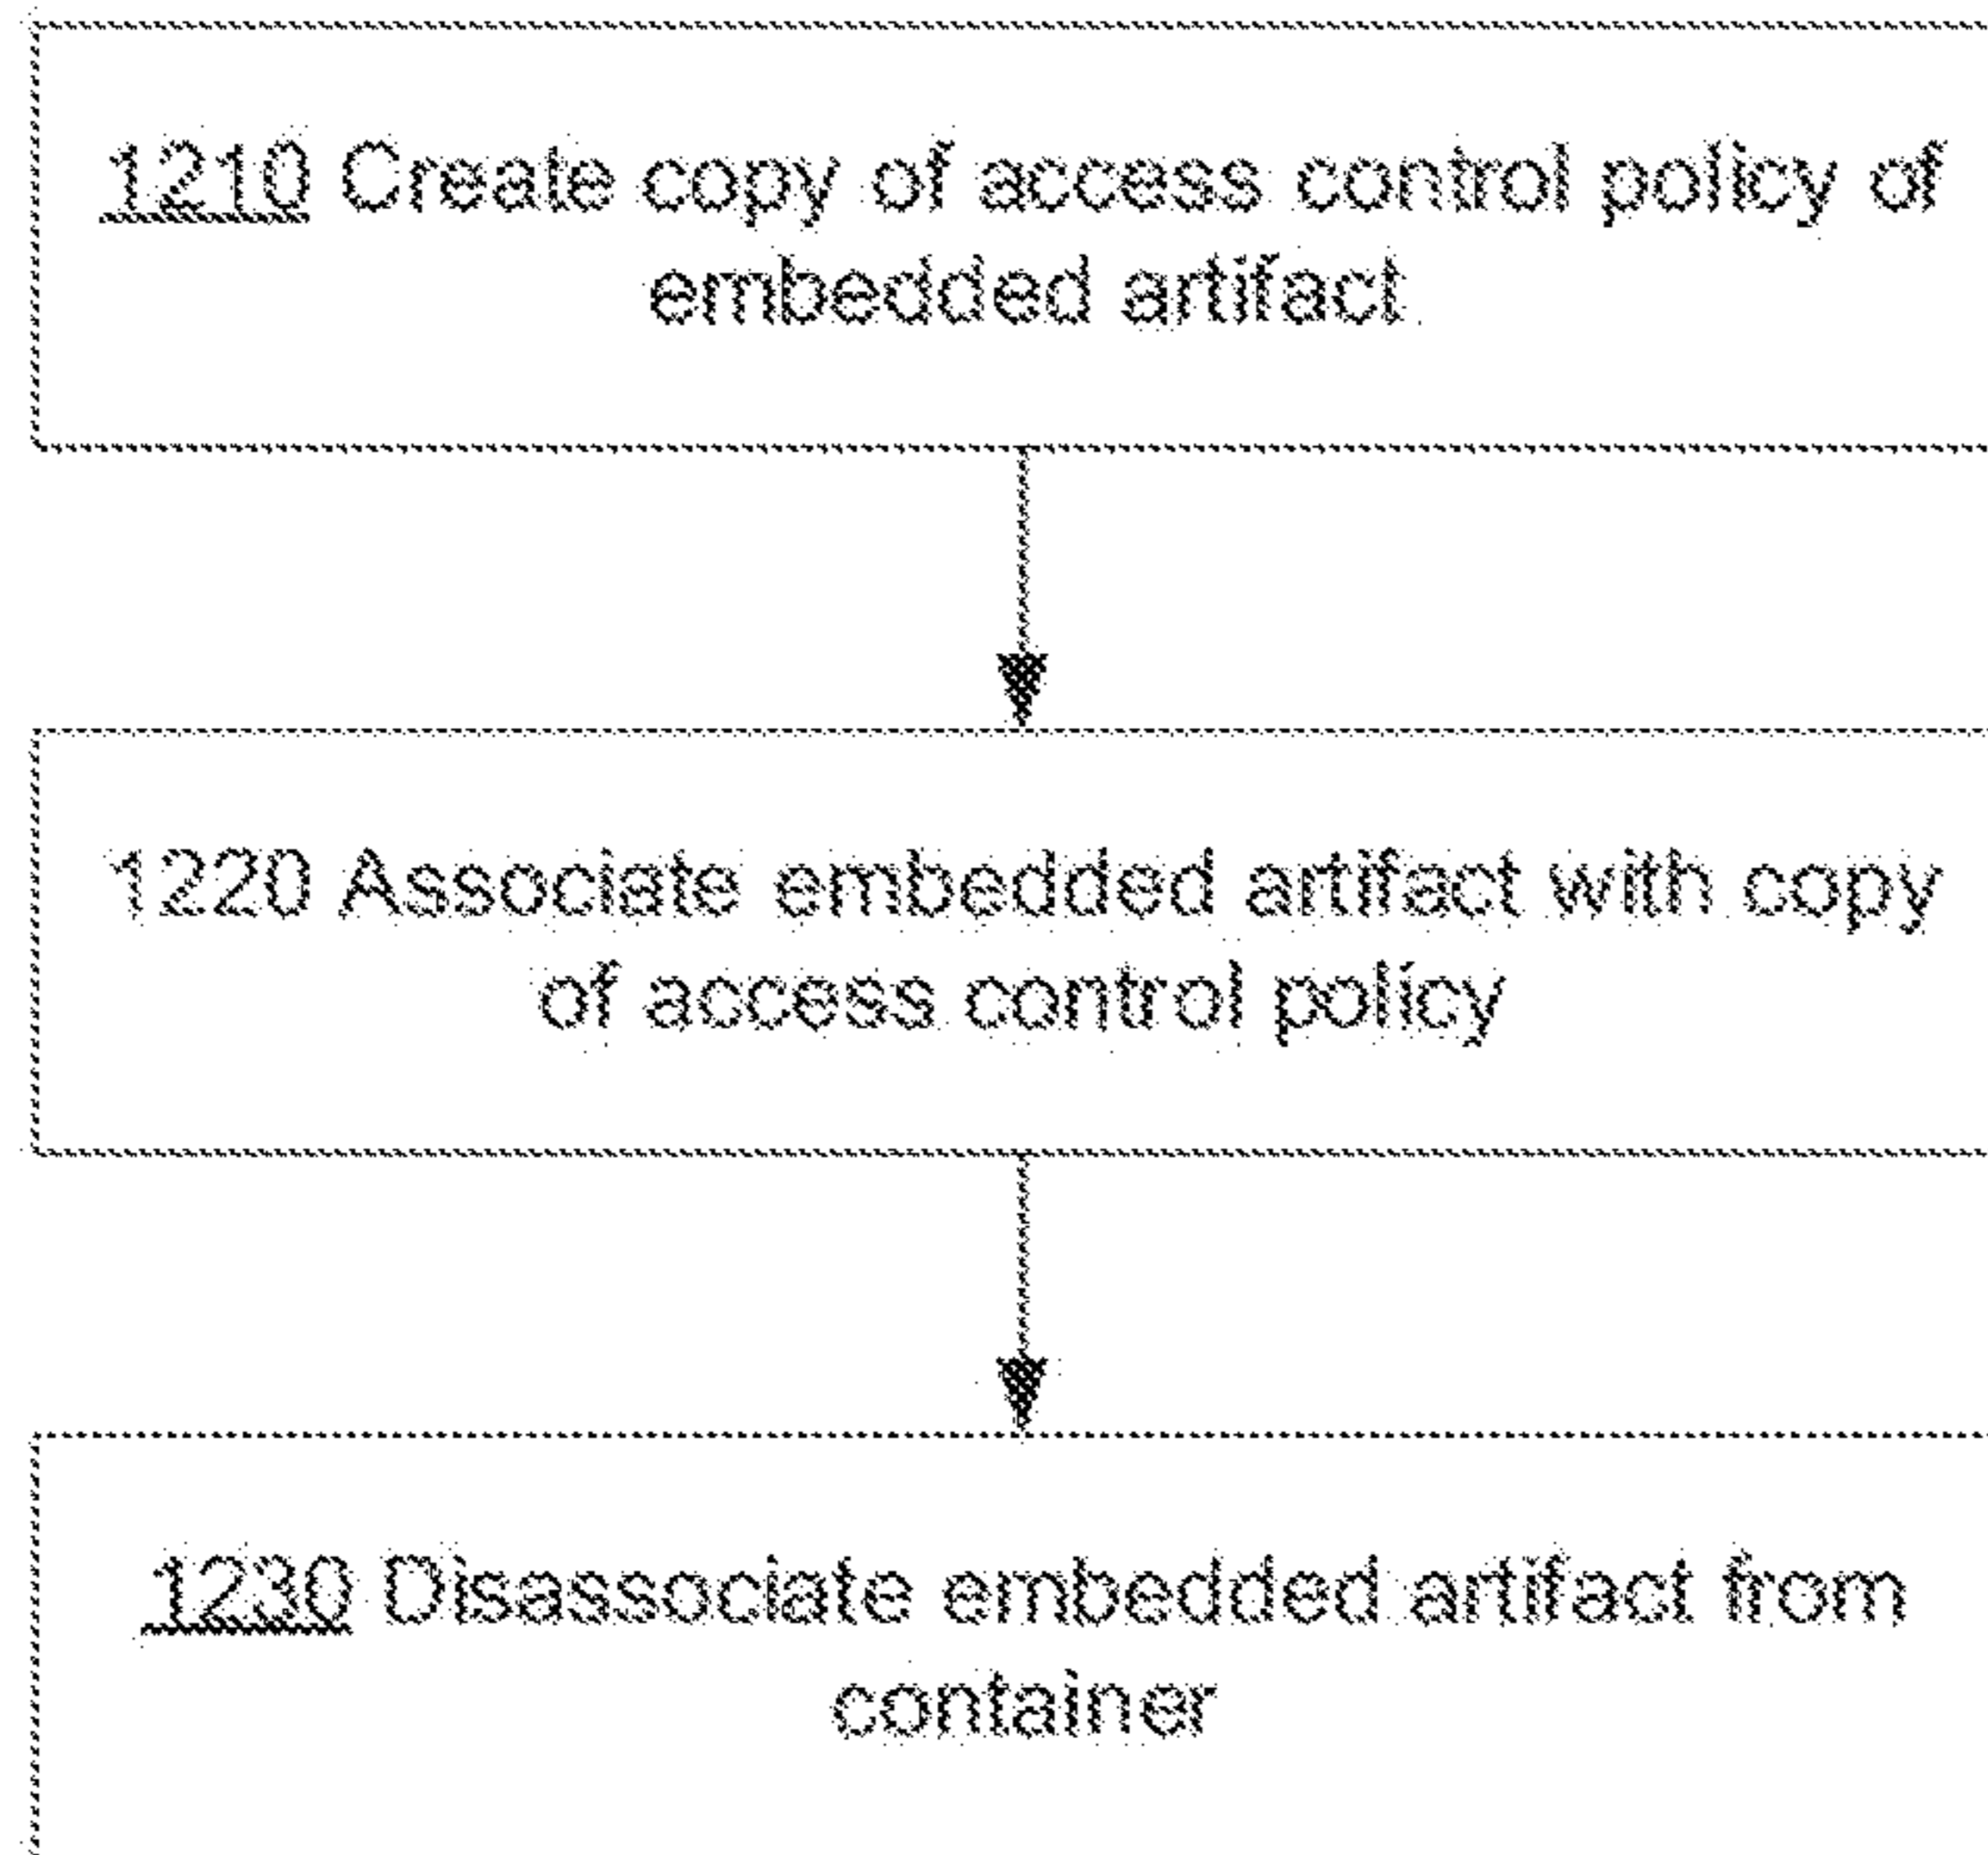 1210 Create copy of access control policy of
embedded artifact
1220 Associate embedded artifact with copy
of access control policy
1230 Disassociate embedded artifact from
container